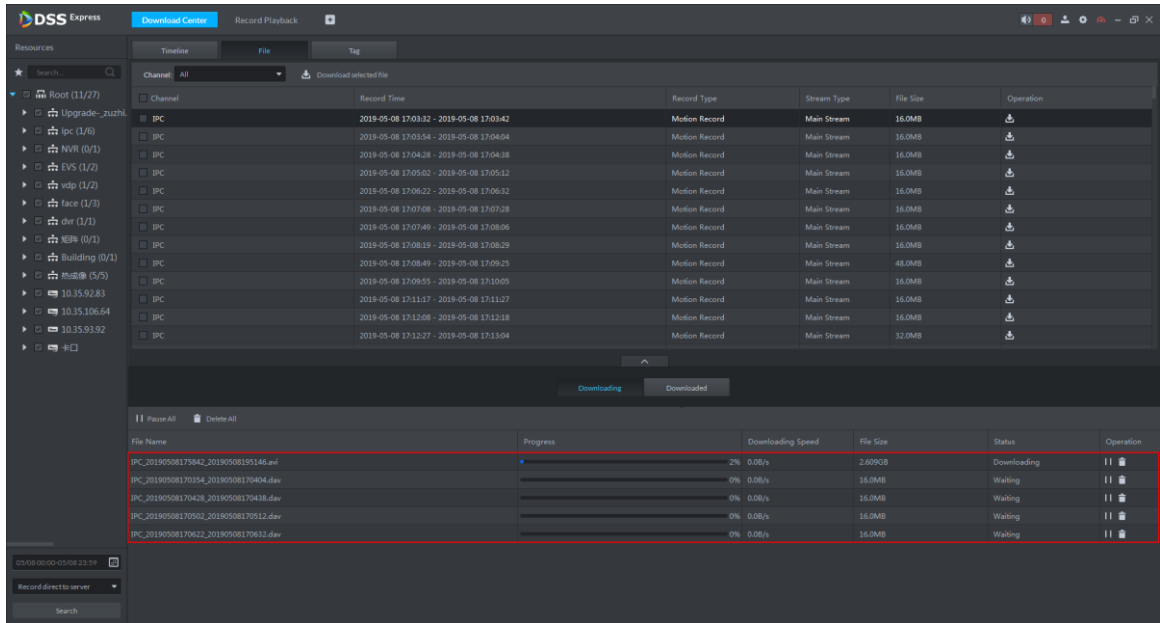 DSS Express Download Center Record Playback 0
Resources Timeline File Tag
Search... Channel: All Download selected file
Root (11/27)
Upgrade-_zuzhi.
ipc (1/6)
NVR (0/1)
EVS (1/2)
vdp (1/2)
face (1/3)
dvr (1/1)
矩阵 (0/1)
Building (0/1)
热成像 (5/5)
10.35.92.83
10.35.106.64
10.35.93.92
卡口
05/08 00:00-05/08 23:59
Record direct to server
Search
Channel Record Time Record Type Stream Type File Size Operation
IPC 2019-05-08 17:03:32 - 2019-05-08 17:03:42 Motion Record Main Stream 16.0MB
IPC 2019-05-08 17:03:54 - 2019-05-08 17:04:04 Motion Record Main Stream 16.0MB
IPC 2019-05-08 17:04:28 - 2019-05-08 17:04:38 Motion Record Main Stream 16.0MB
IPC 2019-05-08 17:05:02 - 2019-05-08 17:05:12 Motion Record Main Stream 16.0MB
IPC 2019-05-08 17:06:22 - 2019-05-08 17:06:32 Motion Record Main Stream 16.0MB
IPC 2019-05-08 17:07:08 - 2019-05-08 17:07:28 Motion Record Main Stream 16.0MB
IPC 2019-05-08 17:07:49 - 2019-05-08 17:08:06 Motion Record Main Stream 16.0MB
IPC 2019-05-08 17:08:19 - 2019-05-08 17:08:29 Motion Record Main Stream 16.0MB
IPC 2019-05-08 17:08:49 - 2019-05-08 17:09:25 Motion Record Main Stream 48.0MB
IPC 2019-05-08 17:09:55 - 2019-05-08 17:10:05 Motion Record Main Stream 16.0MB
IPC 2019-05-08 17:11:17 - 2019-05-08 17:11:27 Motion Record Main Stream 16.0MB
IPC 2019-05-08 17:12:08 - 2019-05-08 17:12:18 Motion Record Main Stream 16.0MB
IPC 2019-05-08 17:12:27 - 2019-05-08 17:13:04 Motion Record Main Stream 32.0MB
Downloading Downloaded
Pause All Delete All
File Name Progress Downloading Speed File Size Status Operation
IPC_20190508175842_20190508195146.avi 2% 0.0B/s 2.609GB Downloading
IPC_20190508170354_20190508170404.dav 0% 0.0B/s 16.0MB Waiting
IPC_20190508170428_20190508170438.dav 0% 0.0B/s 16.0MB Waiting
IPC_20190508170502_20190508170512.dav 0% 0.0B/s 16.0MB Waiting
IPC_20190508170622_20190508170632.dav 0% 0.0B/s 16.0MB Waiting